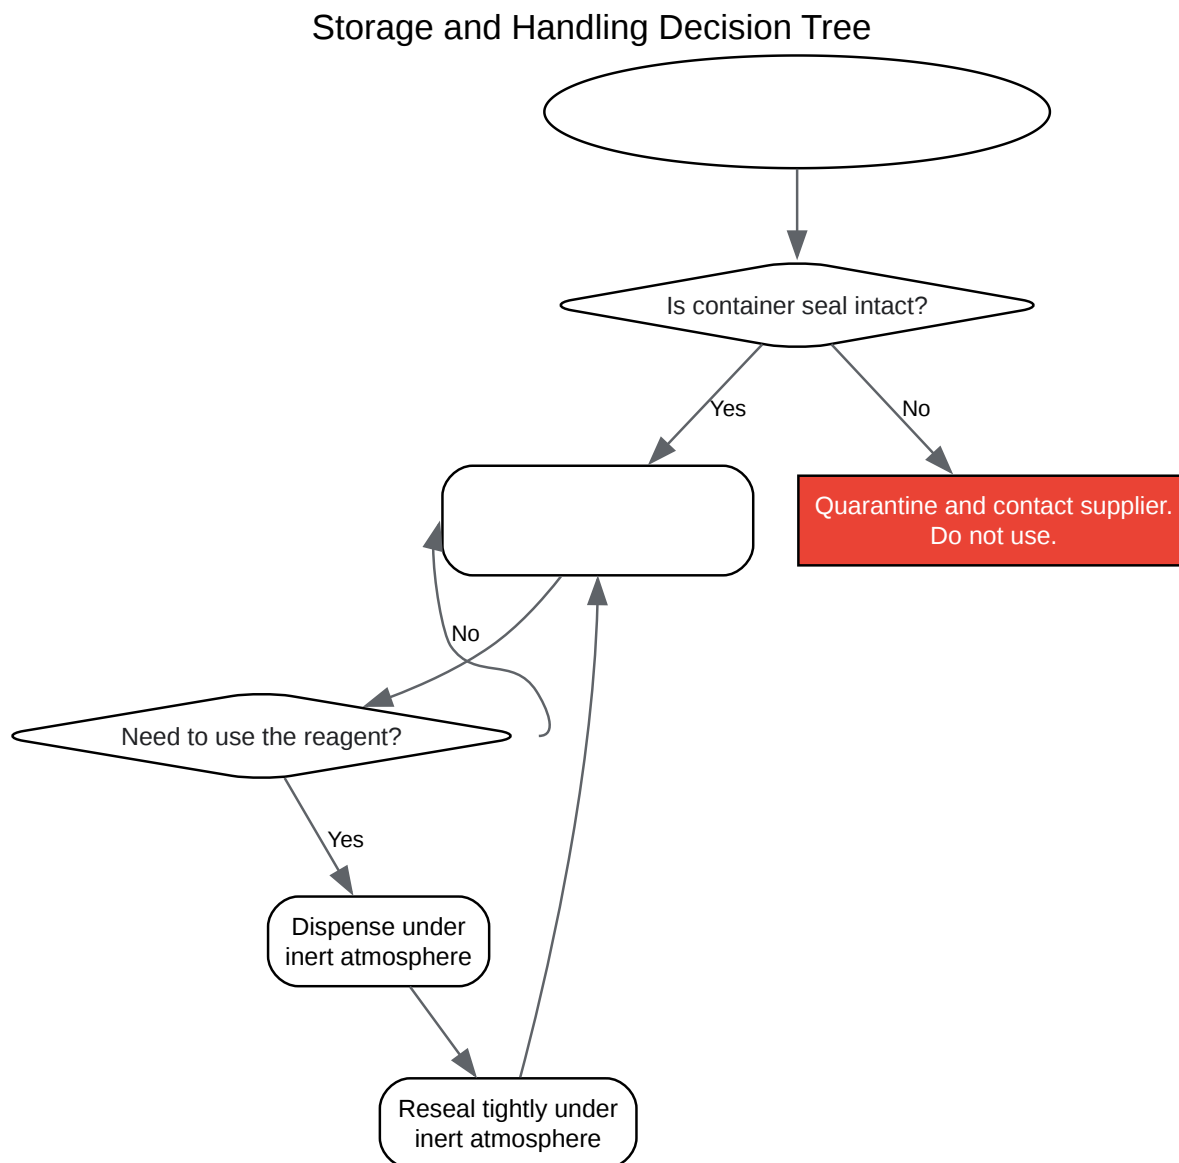 Storage and Handling Decision Tree
Is container seal intact?
Yes
No
Quarantine and contact supplier.
Do not use.
No
Need to use the reagent?
Yes
Dispense under
inert atmosphere
Reseal tightly under
inert atmosphere